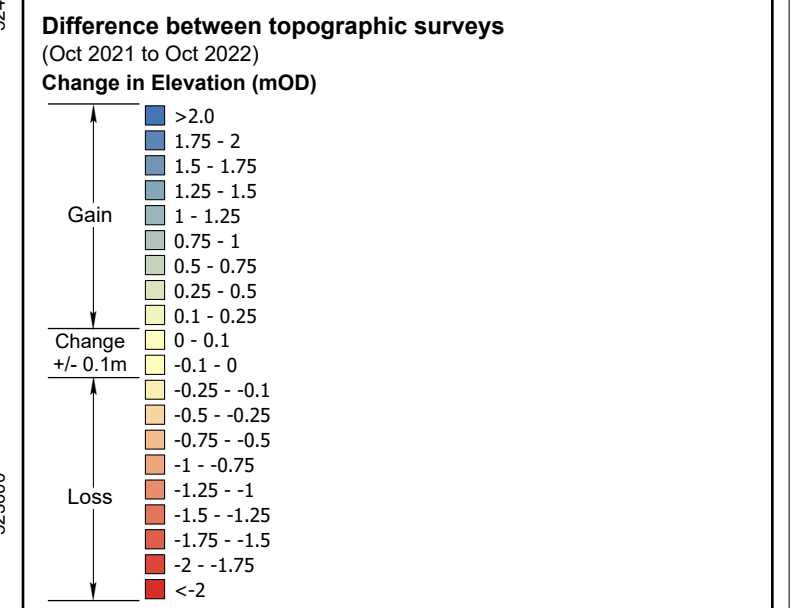 Difference between topographic surveys
(Oct 2021 to Oct 2022)
Change in Elevation (mOD)
>2.0
1.75 - 2
1.5 - 1.75
1.25 - 1.5
Gain
1 - 1.25
0.75 - 1
0.5 - 0.75
0.25 - 0.5
0.1 - 0.25
Change
+/- 0.1m
0 - 0.1
-0.1 - 0
-0.25 - -0.1
-0.5 - -0.25
-0.75 - -0.5
-1 - -0.75
Loss
-1.25 - -1
-1.5 - -1.25
-1.75 - -1.5
-2 - -1.75
<-2